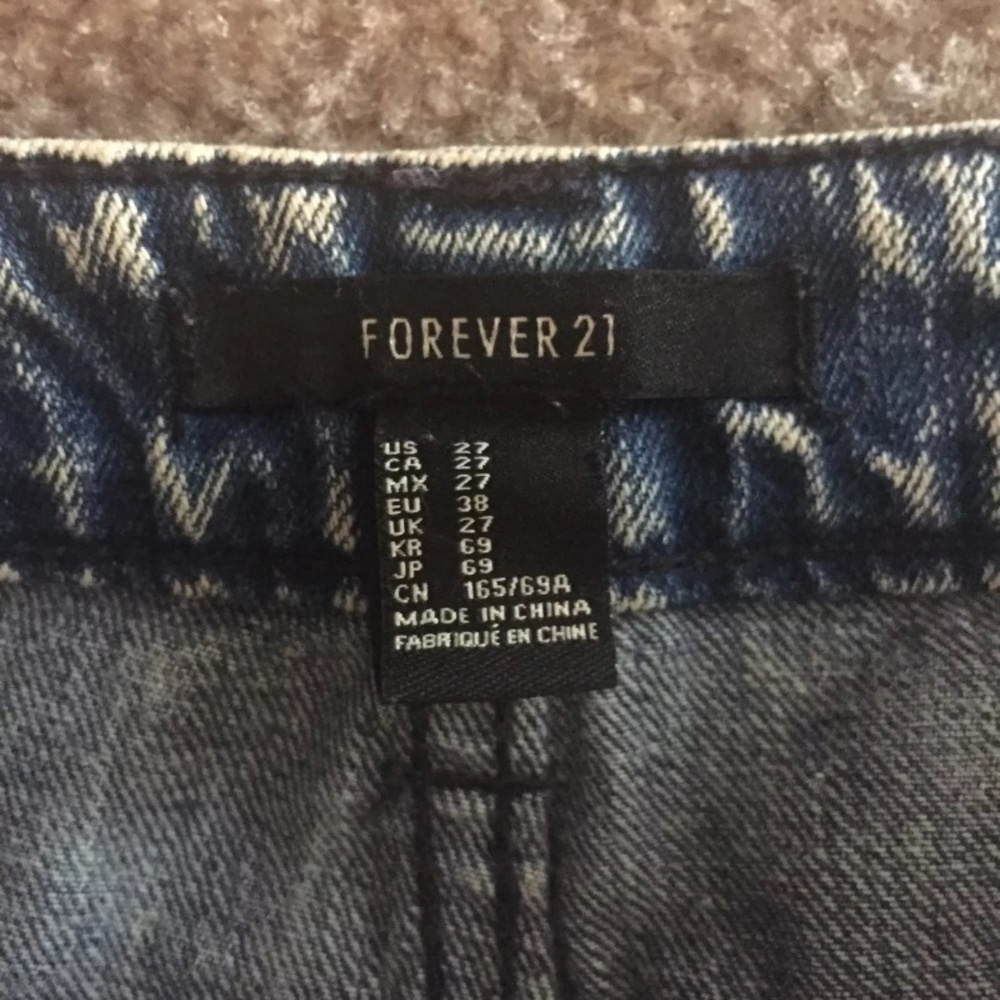 FOREVER 21
US 27
CA 27
MX 27
EU 38
UK 27
KR 69
JP 69
CN 165/69A
MADE IN CHINA
FABRIQUÉ EN CHINE